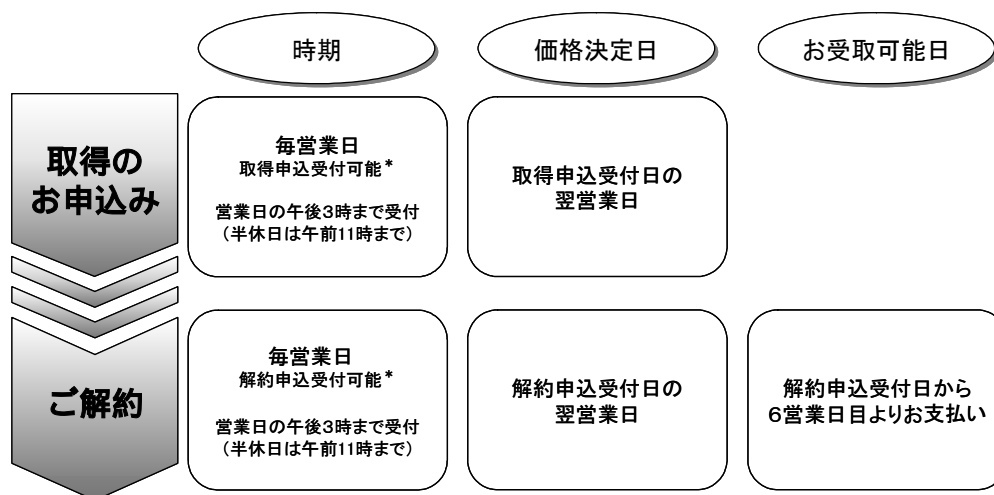 時期
価格決定日
お受取可能日
取得の
お申込み
毎営業日
取得申込受付可能*
営業日の午後3時まで受付
(半休日は午前11時まで)
取得申込受付日の
翌営業日
ご解約
毎営業日
解約申込受付可能*
営業日の午後3時まで受付
(半休日は午前11時まで)
解約申込受付日の
翌営業日
解約申込受付日から
6営業日目よりお支払い